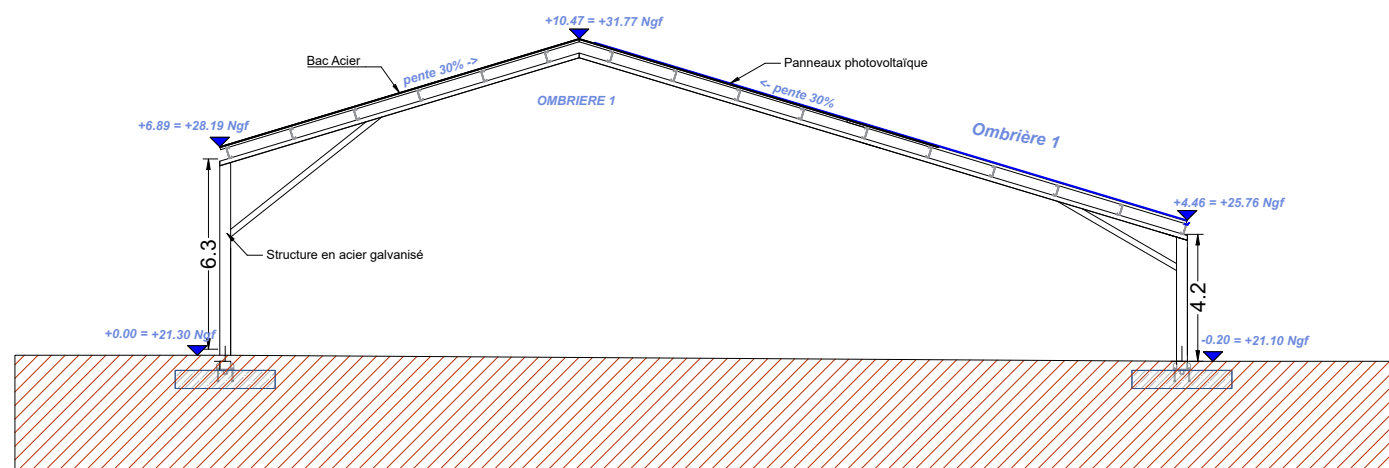 +10.47 = +31.77 Ngf
Bac Acier
pente 30% ->
Panneaux photovoltaïque
<- pente 30%
OMBRIERE 1
+6.89 = +28.19 Ngf
Ombrière 1
+4.46 = +25.76 Ngf
6.3
Structure en acier galvanisé
4.2
+0.00 = +21.30 Ngf
-0.20 = +21.10 Ngf